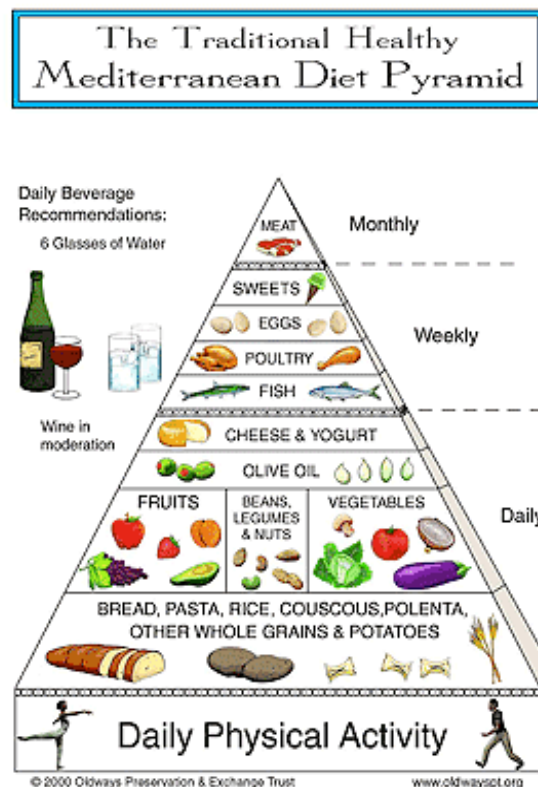 The Traditional Healthy
Mediterranean Diet Pyramid
Daily Beverage
Recommendations:
6 Glasses of Water
Wine in
moderation
MEAT
Monthly
SWEETS
EGGS
POULTRY
FISH
Weekly
CHEESE & YOGURT
OLIVE OIL
FRUITS
BEANS,
LEGUMES
& NUTS
VEGETABLES
Daily
BREAD, PASTA, RICE, COUSCOUS,POLENTA,
OTHER WHOLE GRAINS & POTATOES
Daily Physical Activity
© 2000 Oldways Preservation & Exchange Trust
www.oldwayspt.org